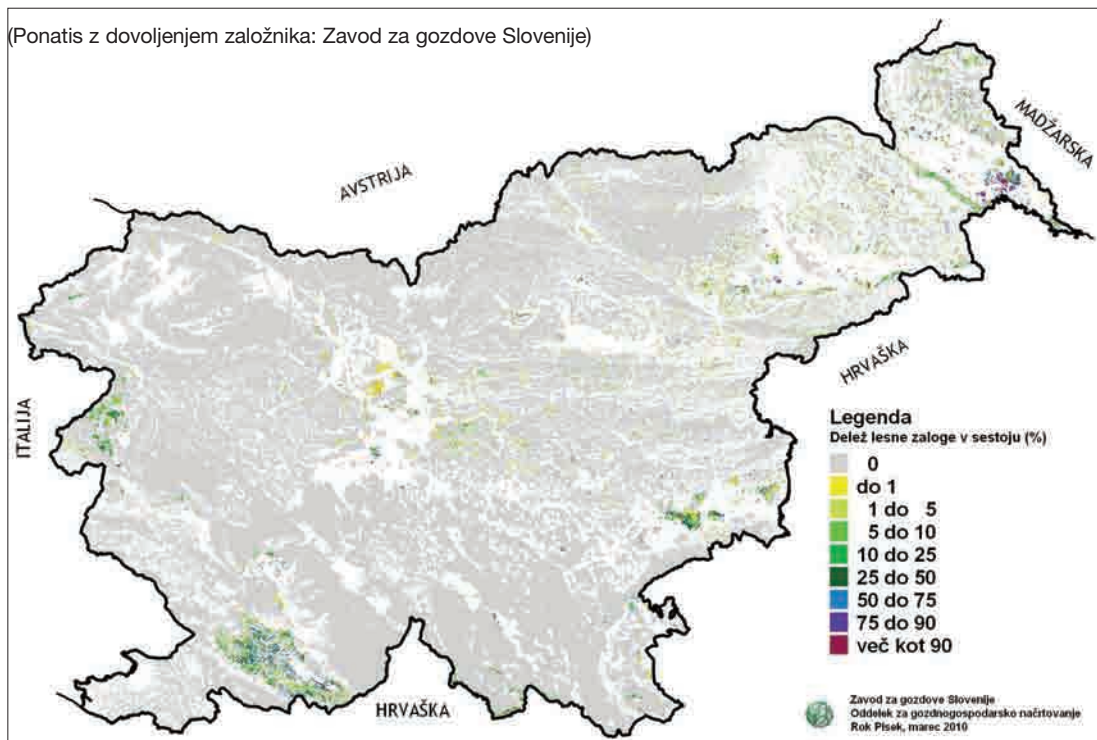 (Ponatis z dovoljenjem založnika: Zavod za gozdove Slovenije)
MADŽARSKA
AVSTRIJA
HRVAŠKA
ITALIJA
Legenda
Delež lesne zaloge v sestoju (%)
0
do 1
1 do 5
5 do 10
10 do 25
25 do 50
50 do 75
75 do 90
več kot 90
HRVAŠKA
Zavod za gozdove Slovenije
Oddelek za gozdnogospodarsko načrtovanje
Rok Pisek, marec 2010